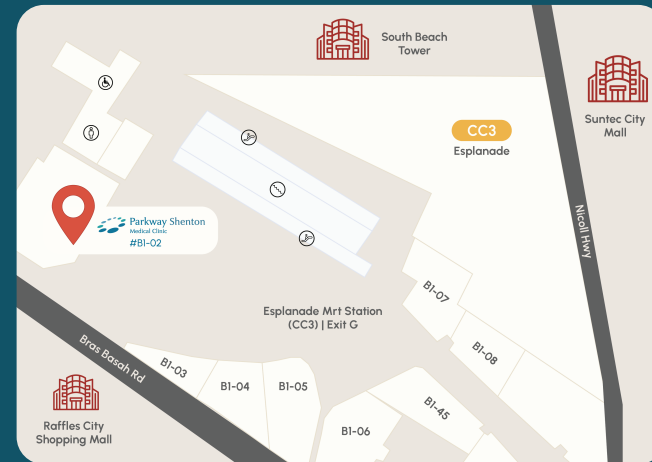 South Beach
Tower
Suntec City
Mall
CC3
Esplanade
Nicoll Hwy
Parkway Shenton
Medical Clinic
#B1-02
B1-07
Esplanade Mrt Station
(CC3) | Exit G
B1-08
Bras Basah Rd
B1-03
B1-04
B1-05
B1-45
B1-06
Raffles City
Shopping Mall